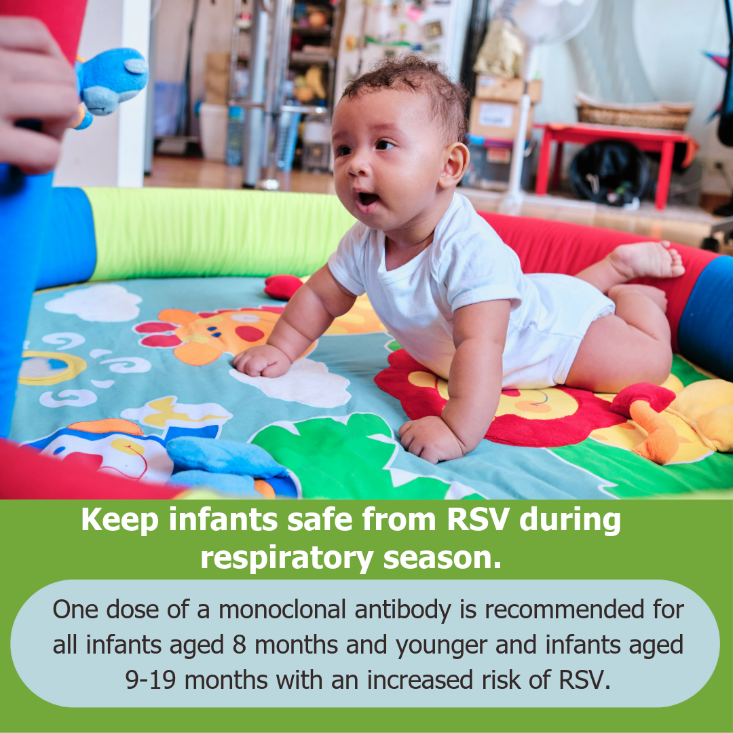 Keep infants safe from RSV during
respiratory season.
One dose of a monoclonal antibody is recommended for
all infants aged 8 months and younger and infants aged
9-19 months with an increased risk of RSV.